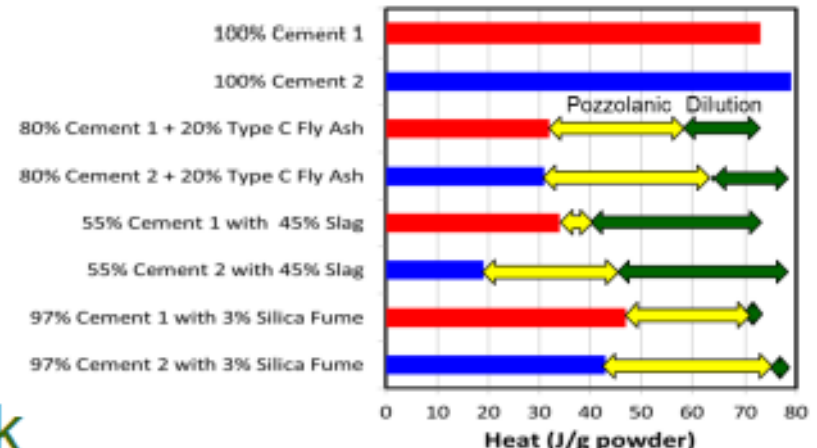 100% Cement 1
100% Cement 2
Pozzolanic Dilution
80% Cement 1 + 20% Type C Fly Ash
80% Cement 2 + 20% Type C Fly Ash
55% Cement 1 with 45% Slag
55% Cement 2 with 45% Slag
97% Cement 1 with 3% Silica Fume
97% Cement 2 with 3% Silica Fume
0 10 20 30 40 50 60 70 80
Heat (J/g powder)
k